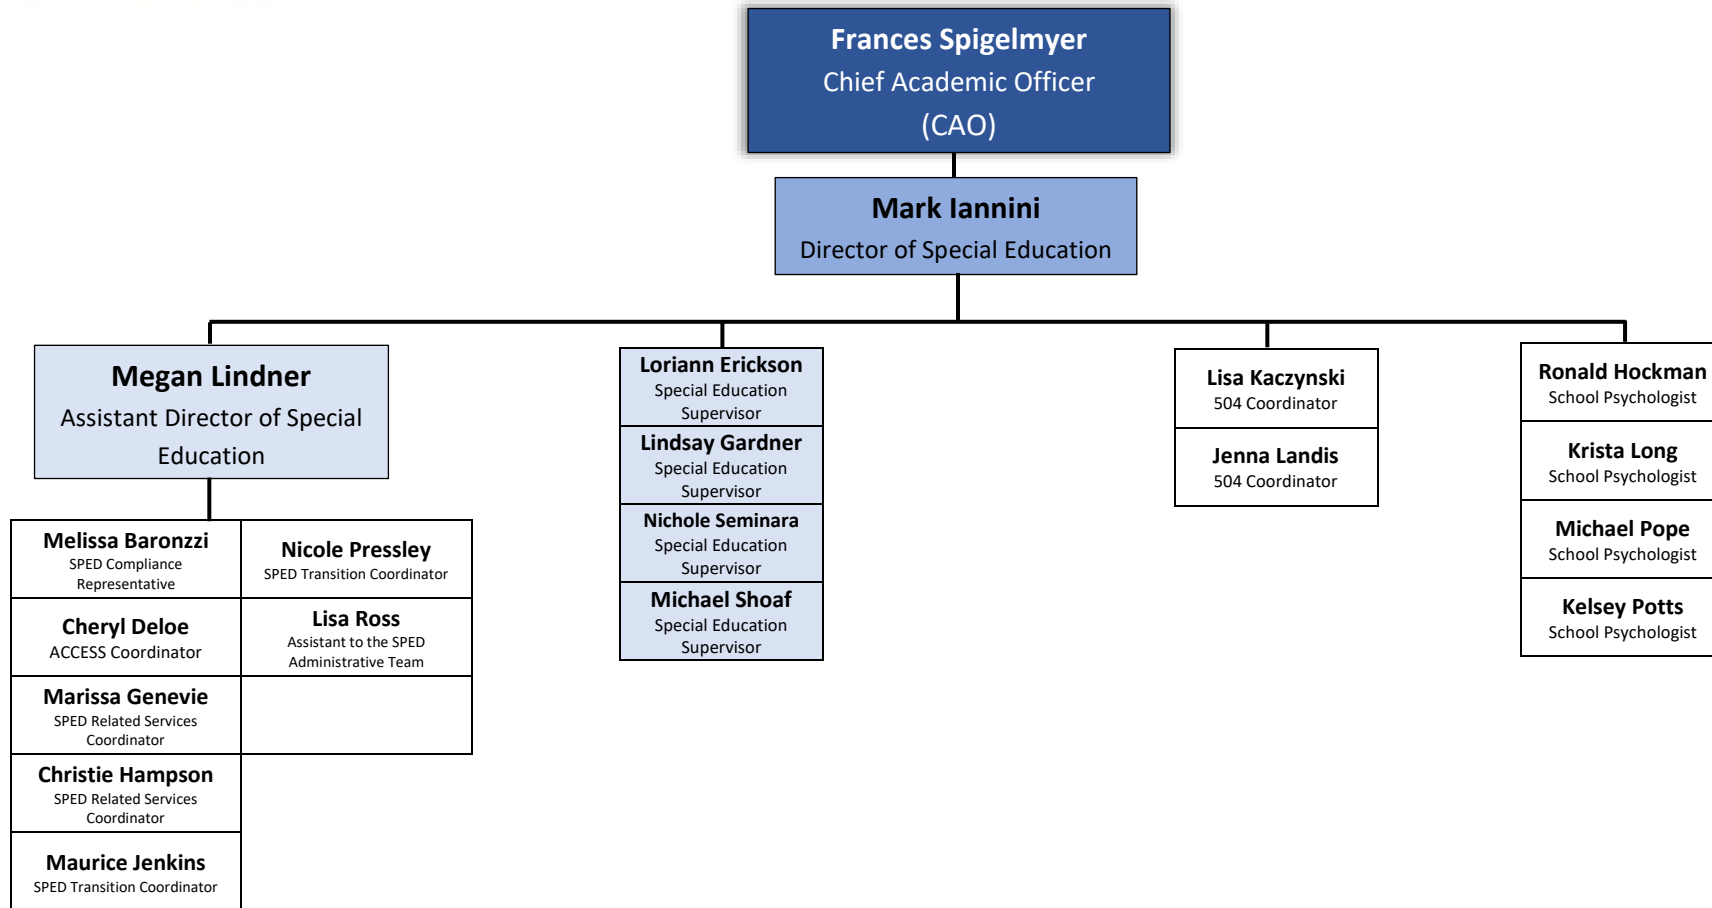 Frances Spigelmyer
Chief Academic Officer
(CAO)
Mark Iannini
Director of Special Education
Megan Lindner
Assistant Director of Special
Education
Melissa Baronzzi
SPED Compliance
Representative
Nicole Pressley
SPED Transition Coordinator
Cheryl Deloe
ACCESS Coordinator
Lisa Ross
Assistant to the SPED
Administrative Team
Marissa Genevie
SPED Related Services
Coordinator
Christie Hampson
SPED Related Services
Coordinator
Maurice Jenkins
SPED Transition Coordinator
Loriann Erickson
Special Education
Supervisor
Lindsay Gardner
Special Education
Supervisor
Nichole Seminara
Special Education
Supervisor
Michael Shoaf
Special Education
Supervisor
Lisa Kaczynski
504 Coordinator
Jenna Landis
504 Coordinator
Ronald Hockman
School Psychologist
Krista Long
School Psychologist
Michael Pope
School Psychologist
Kelsey Potts
School Psychologist